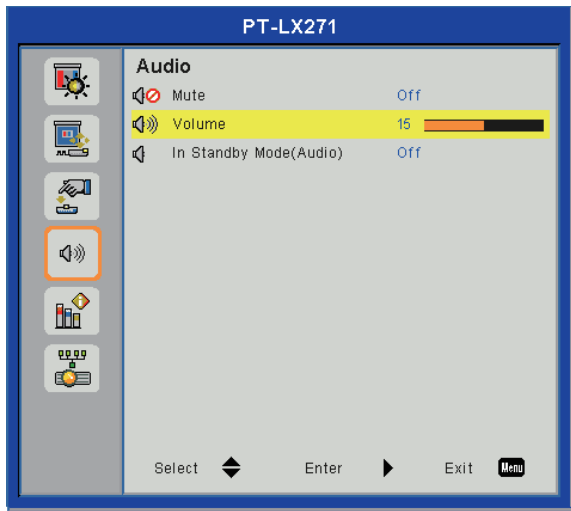 PT-LX271
Audio
Mute Off
Volume 15
In Standby Mode(Audio) Off
Select Enter Exit Menu